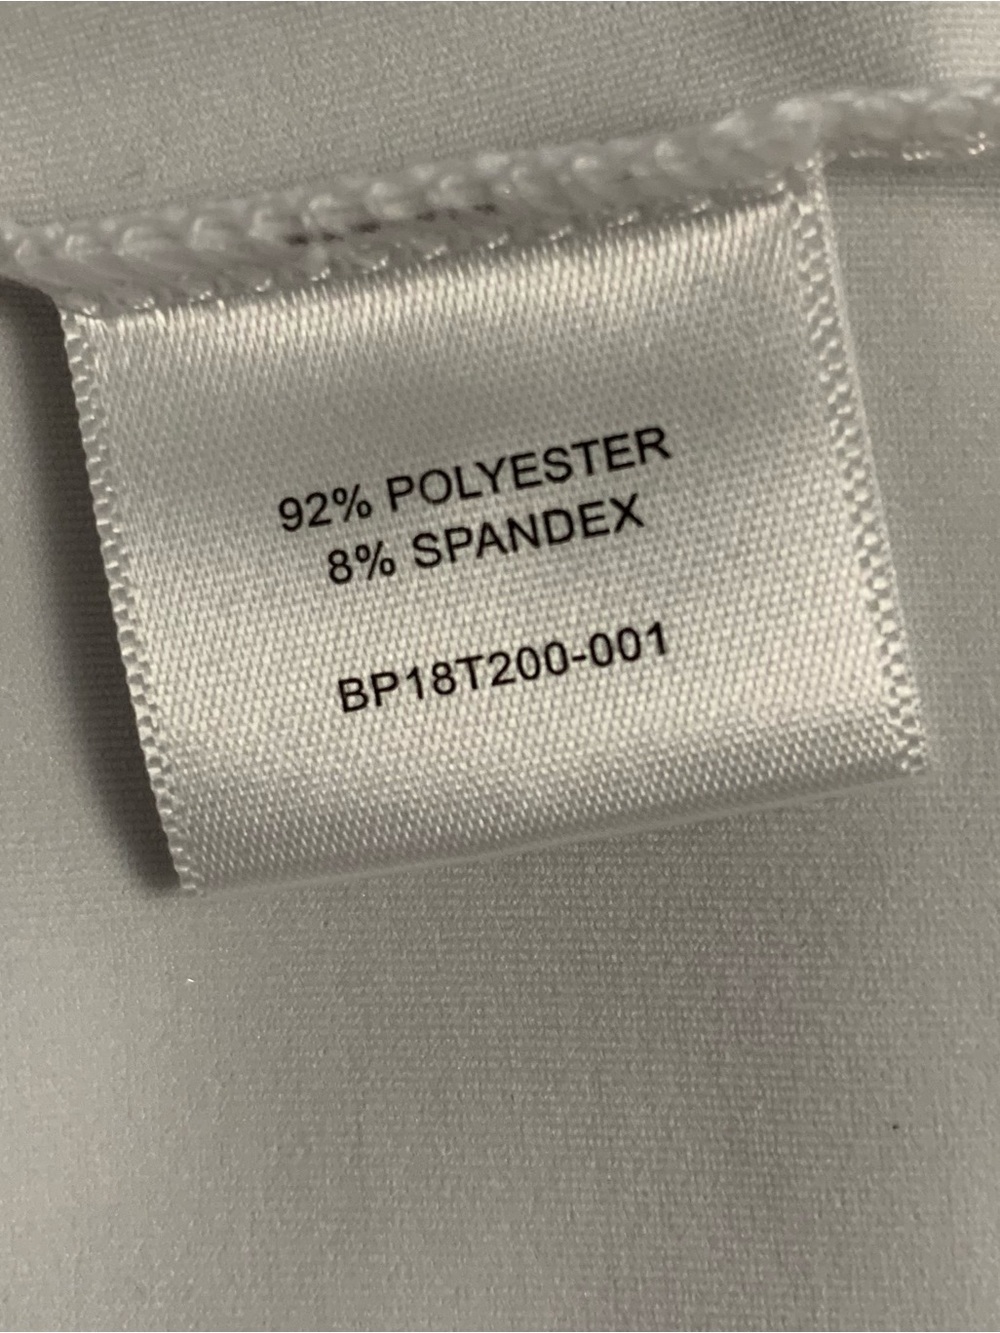 92% POLYESTER
8% SPANDEX
BP18T200-001